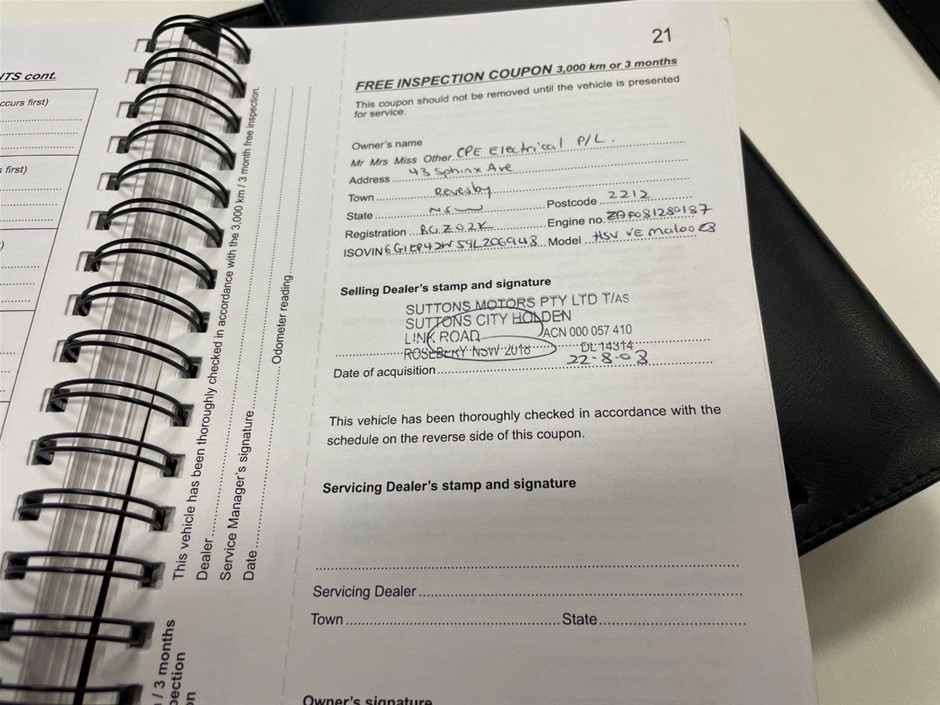 NTS cont.
ccurs first)
first)
This vehicle has been thoroughly checked in accordance with the 3,000 km / 3 month free inspection.
Dealer
Service Manager's signature
Date Odometer reading
/ 3 months
pection
on
21
FREE INSPECTION COUPON 3,000 km or 3 months
This coupon should not be removed until the vehicle is presented
for service.
Owner's name
Mr Mrs Miss Other CPE Electrical P/L.
Address 43 Sphinx Ave
Town Revesby
State NSW Postcode 2212
Registration Engine no.
ISOVIN Model HSV VE Maloo
Selling Dealer's stamp and signature
SUTTONS MOTORS PTY LTD T/AS
SUTTONS CITY HOLDEN
LINK ROAD ACN 000 057 410
ROSEBERY NSW 2018 DL 14314
Date of acquisition 22-8-08
This vehicle has been thoroughly checked in accordance with the
schedule on the reverse side of this coupon.
Servicing Dealer's stamp and signature
Servicing Dealer
Town State
Owner's signature